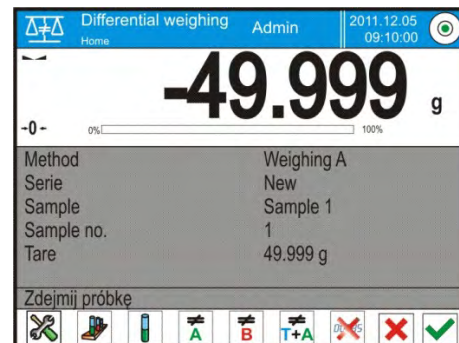 Differential weighing Admin 2011.12.05
Home 09:10:00
-49.999 g
-0- 0% 100%
Method Weighing A
Serie New
Sample Sample 1
Sample no. 1
Tare 49.999 g
Zdejmij próbkę
≠ A ≠ B ≠ T+A